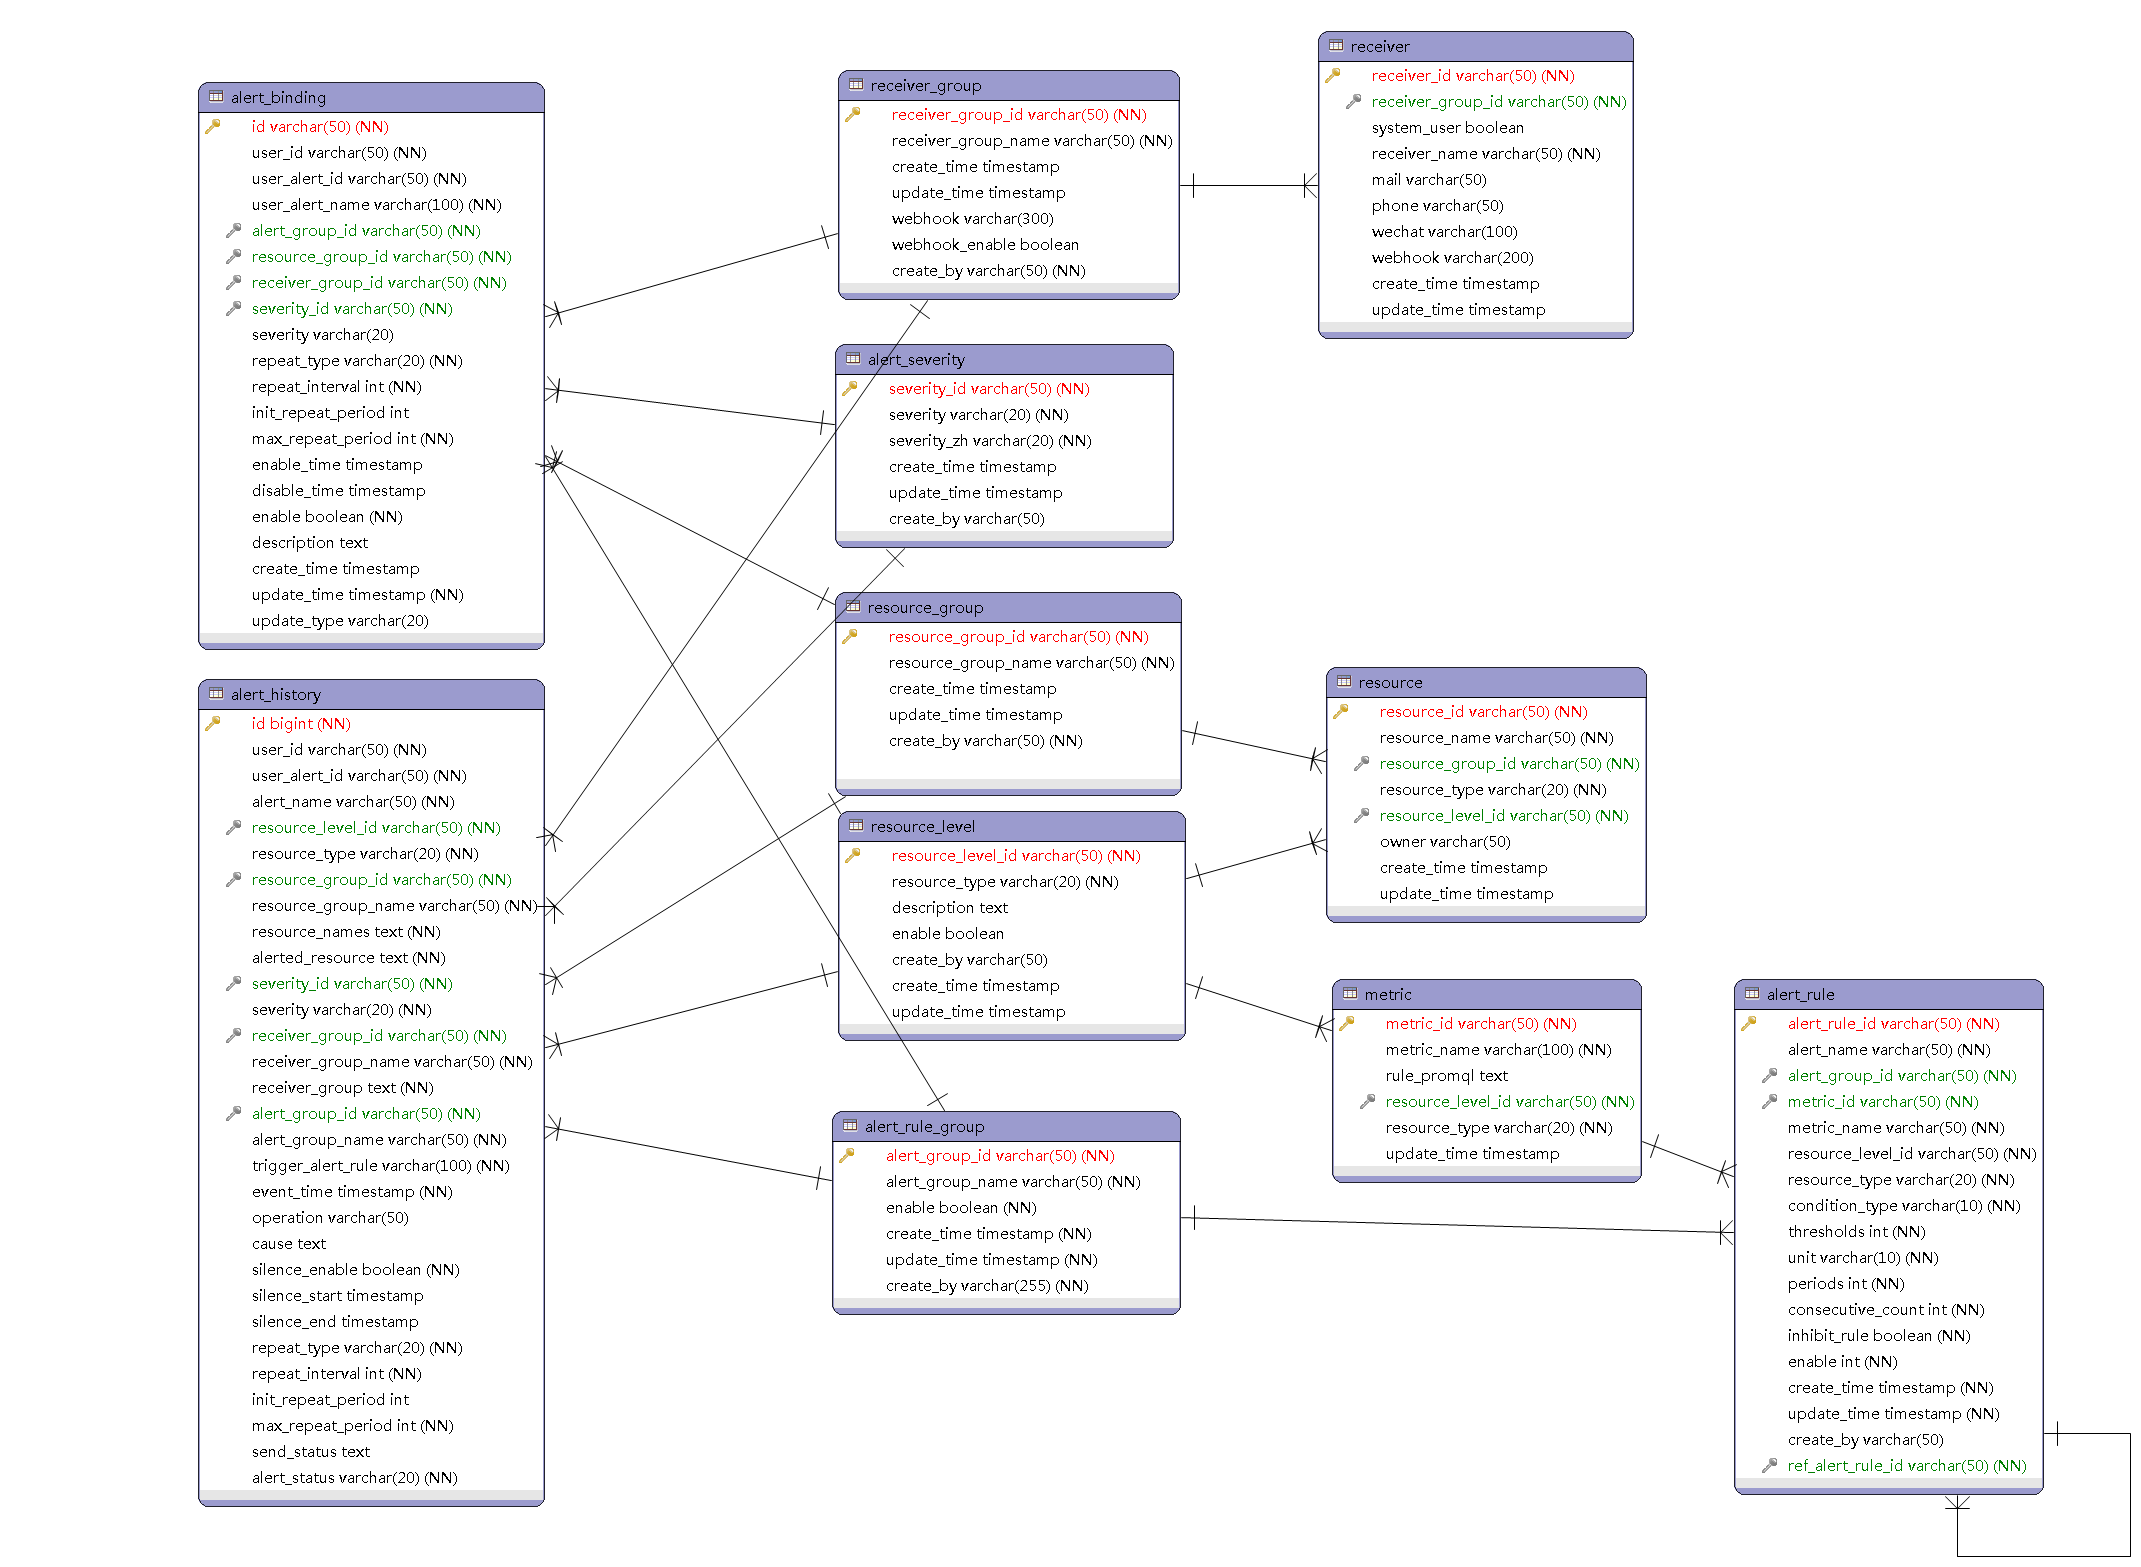 alert_binding
id varchar(50) (NN)
user_id varchar(50) (NN)
user_alert_id varchar(50) (NN)
user_alert_name varchar(100) (NN)
alert_group_id varchar(50) (NN)
resource_group_id varchar(50) (NN)
receiver_group_id varchar(50) (NN)
severity_id varchar(50) (NN)
severity varchar(20)
repeat_type varchar(20) (NN)
repeat_interval int (NN)
init_repeat_period int
max_repeat_period int (NN)
enable_time timestamp
disable_time timestamp
enable boolean (NN)
description text
create_time timestamp
update_time timestamp (NN)
update_type varchar(20)
alert_history
id bigint (NN)
user_id varchar(50) (NN)
user_alert_id varchar(50) (NN)
alert_name varchar(50) (NN)
resource_level_id varchar(50) (NN)
resource_type varchar(20) (NN)
resource_group_id varchar(50) (NN)
resource_group_name varchar(50) (NN)
resource_names text (NN)
alerted_resource text (NN)
severity_id varchar(50) (NN)
severity varchar(20) (NN)
receiver_group_id varchar(50) (NN)
receiver_group_name varchar(50) (NN)
receiver_group text (NN)
alert_group_id varchar(50) (NN)
alert_group_name varchar(50) (NN)
trigger_alert_rule varchar(100) (NN)
event_time timestamp (NN)
operation varchar(50)
cause text
silence_enable boolean (NN)
silence_start timestamp
silence_end timestamp
repeat_type varchar(20) (NN)
repeat_interval int (NN)
init_repeat_period int
max_repeat_period int (NN)
send_status text
alert_status varchar(20) (NN)
receiver_group
receiver_group_id varchar(50) (NN)
receiver_group_name varchar(50) (NN)
create_time timestamp
update_time timestamp
webhook varchar(300)
webhook_enable boolean
create_by varchar(50) (NN)
alert_severity
severity_id varchar(50) (NN)
severity varchar(20) (NN)
severity_zh varchar(20) (NN)
create_time timestamp
update_time timestamp
create_by varchar(50)
resource_group
resource_group_id varchar(50) (NN)
resource_group_name varchar(50) (NN)
create_time timestamp
update_time timestamp
create_by varchar(50) (NN)
resource_level
resource_level_id varchar(50) (NN)
resource_type varchar(20) (NN)
description text
enable boolean
create_by varchar(50)
create_time timestamp
update_time timestamp
alert_rule_group
alert_group_id varchar(50) (NN)
alert_group_name varchar(50) (NN)
enable boolean (NN)
create_time timestamp (NN)
update_time timestamp (NN)
create_by varchar(255) (NN)
receiver
receiver_id varchar(50) (NN)
receiver_group_id varchar(50) (NN)
system_user boolean
receiver_name varchar(50) (NN)
mail varchar(50)
phone varchar(50)
wechat varchar(100)
webhook varchar(200)
create_time timestamp
update_time timestamp
resource
resource_id varchar(50) (NN)
resource_name varchar(50) (NN)
resource_group_id varchar(50) (NN)
resource_type varchar(20) (NN)
resource_level_id varchar(50) (NN)
owner varchar(50)
create_time timestamp
update_time timestamp
metric
metric_id varchar(50) (NN)
metric_name varchar(100) (NN)
rule_promql text
resource_level_id varchar(50) (NN)
resource_type varchar(20) (NN)
update_time timestamp
alert_rule
alert_rule_id varchar(50) (NN)
alert_name varchar(50) (NN)
alert_group_id varchar(50) (NN)
metric_id varchar(50) (NN)
metric_name varchar(50) (NN)
resource_level_id varchar(50) (NN)
resource_type varchar(20) (NN)
condition_type varchar(10) (NN)
thresholds int (NN)
unit varchar(10) (NN)
periods int (NN)
consecutive_count int (NN)
inhibit_rule boolean (NN)
enable int (NN)
create_time timestamp (NN)
update_time timestamp (NN)
create_by varchar(50)
ref_alert_rule_id varchar(50) (NN)